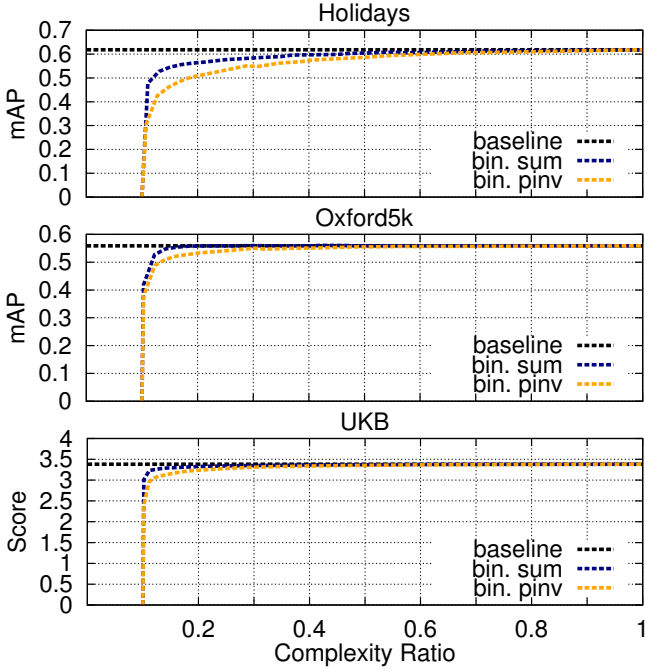 Holidays
mAP
0.7
0.6
0.5
0.4
0.3
0.2
0.1
0
baseline
bin. sum
bin. pinv
Oxford5k
mAP
0.6
0.5
0.4
0.3
0.2
0.1
0
baseline
bin. sum
bin. pinv
UKB
Score
4
3.5
3
2.5
2
1.5
1
0.5
0
baseline
bin. sum
bin. pinv
0.2 0.4 0.6 0.8 1
Complexity Ratio